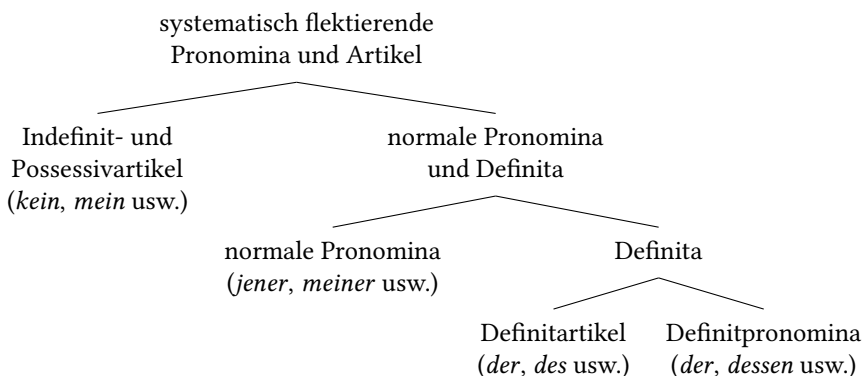 systematisch flektierende
Pronomina und Artikel
Indefinit- und
Possessivartikel
(kein, mein usw.)
normale Pronomina
und Definita
normale Pronomina
(jener, meiner usw.)
Definita
Definitartikel
(der, des usw.)
Definitpronomina
(der, dessen usw.)